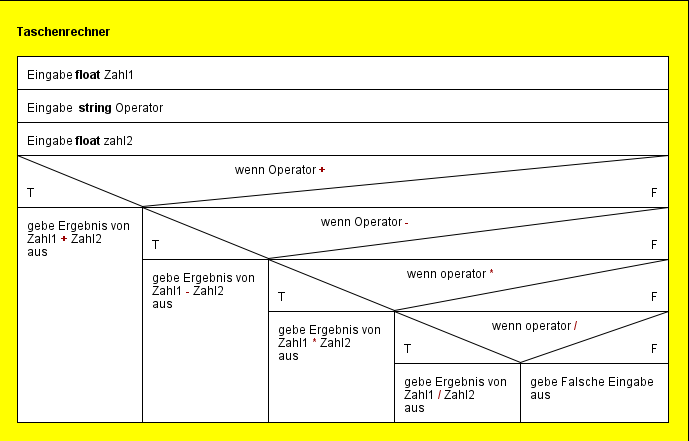 Taschenrechner
Eingabe float Zahl1
Eingabe string Operator
Eingabe float zahl2
wenn Operator +
T
F
gebe Ergebnis von
Zahl1 + Zahl2
aus
wenn Operator -
T
F
gebe Ergebnis von
Zahl1 - Zahl2
aus
wenn operator *
T
F
gebe Ergebnis von
Zahl1 * Zahl2
aus
wenn operator /
T
F
gebe Ergebnis von
Zahl1 / Zahl2
aus
gebe Falsche Eingabe
aus